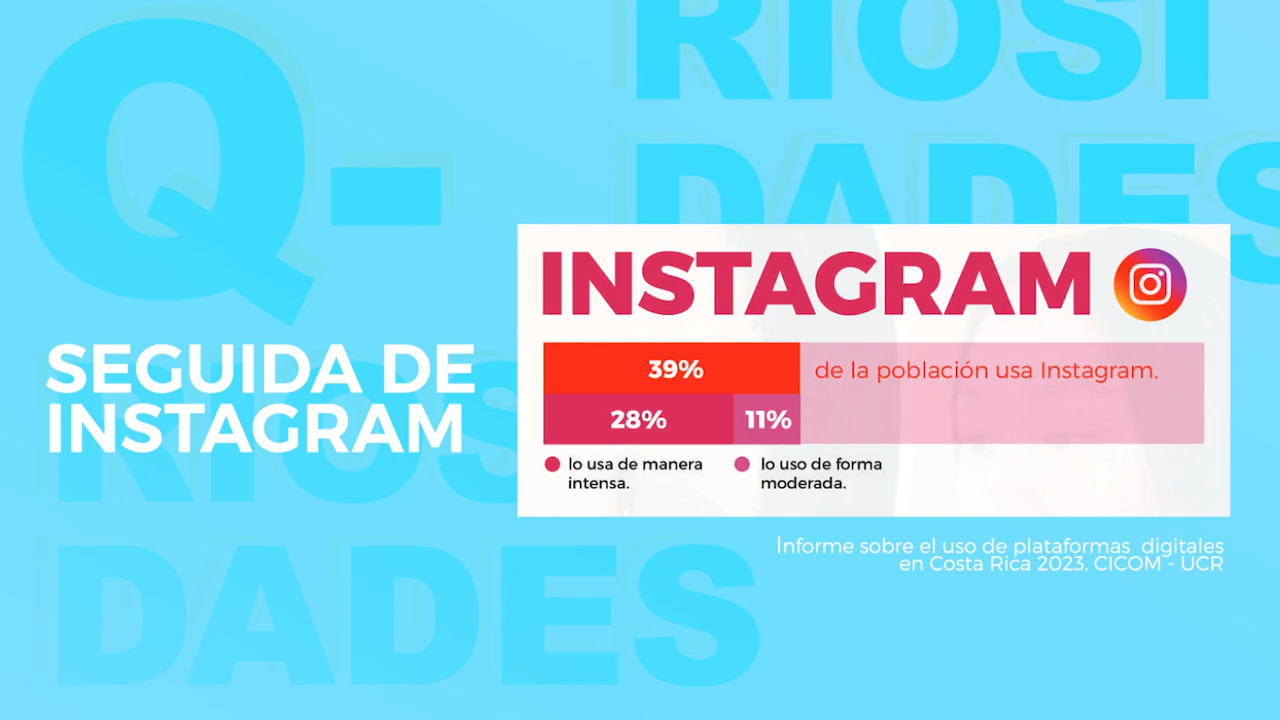 Q-
RIOSI
DADES
RIOSI
DADES
SEGUIDA DE
INSTAGRAM
INSTAGRAM
39%
de la población usa Instagram.
28%
11%
lo usa de manera
intensa.
lo uso de forma
moderada.
Informe sobre el uso de plataformas digitales
en Costa Rica 2023. CICOM - UCR